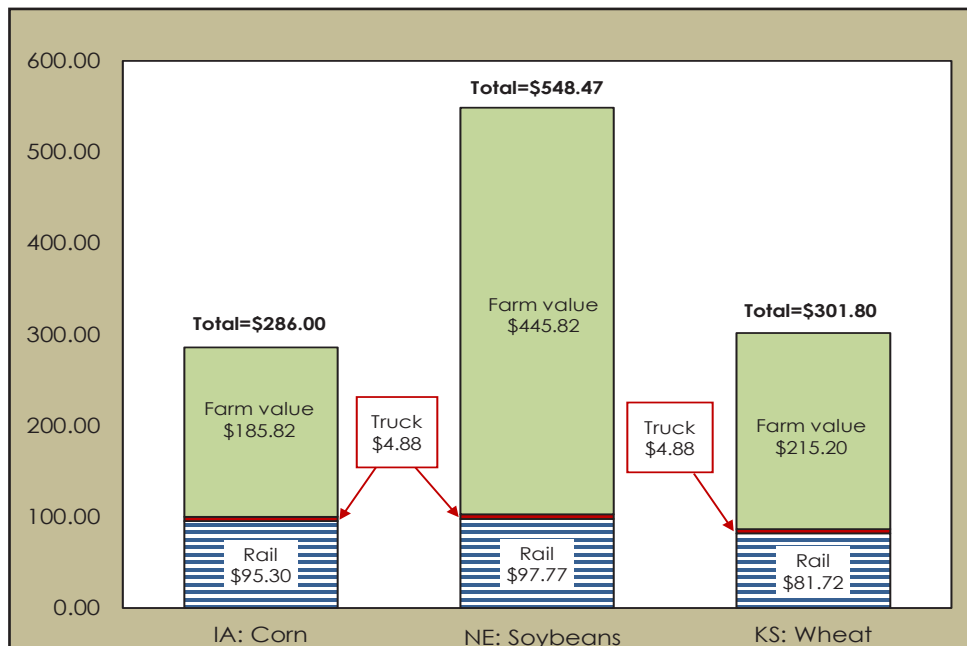 600.00
500.00
400.00
300.00
200.00
100.00
0.00
Total=$286.00
Farm value
$185.82
Rail
$95.30
Truck
$4.88
Total=$548.47
Farm value
$445.82
Rail
$97.77
Truck
$4.88
Total=$301.80
Farm value
$215.20
Rail
$81.72
IA: Corn
NE: Soybeans
KS: Wheat